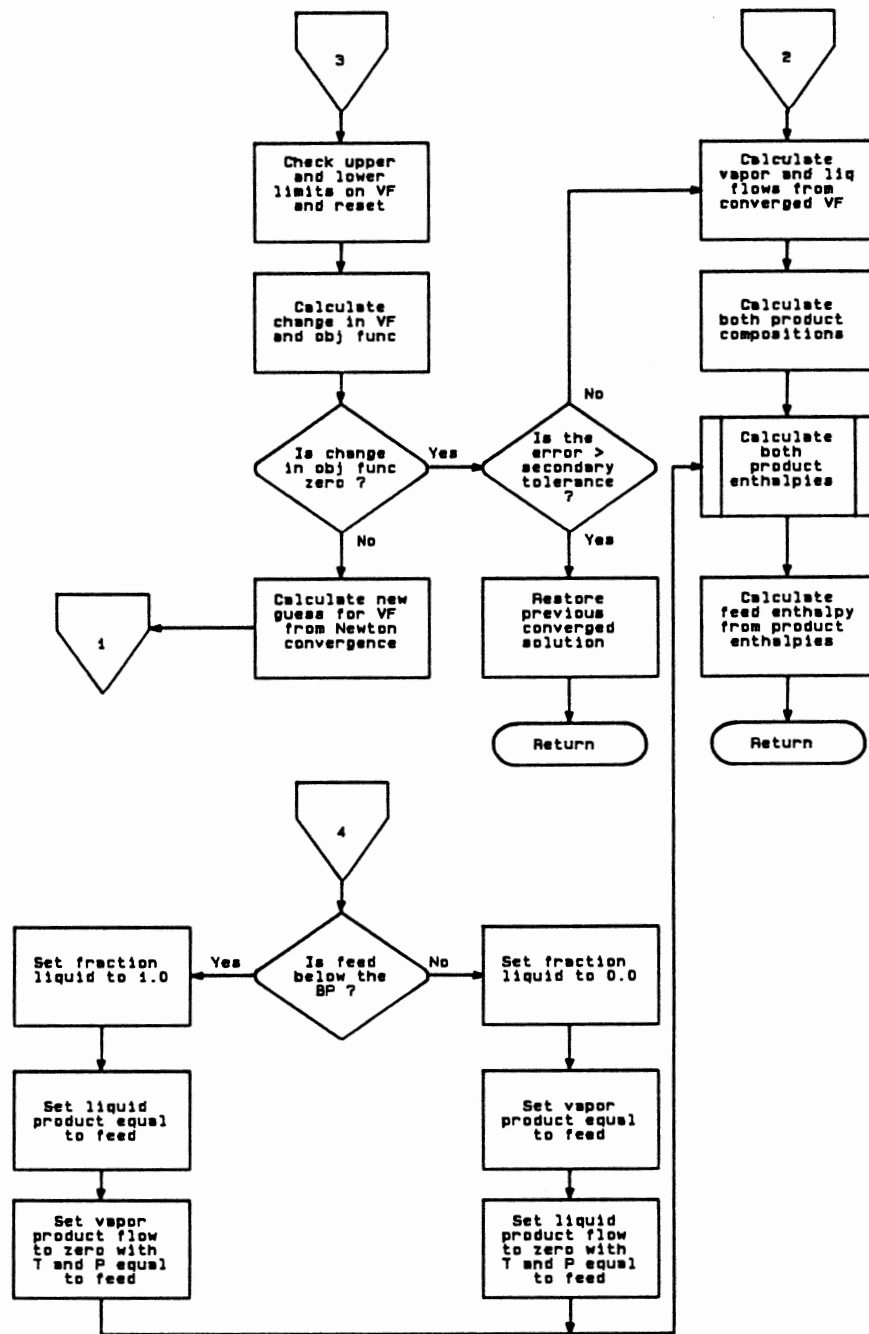 3
Check upper
and lower
limits on VF
and reset
Calculate
change in VF
and obj func
Is change
in obj func
zero ?
Yes
No
Calculate new
guess for VF
from Newton
convergence
1
Is the
error >
secondary
tolerance
?
No
Yes
Restore
previous
converged
solution
Return
2
Calculate
vapor and liq
flows from
converged VF
Calculate
both product
compositions
Calculate
both
product
enthalpies
Calculate
feed enthalpy
from product
enthalpies
Return
4
Is feed
below the
BP ?
Yes
No
Set fraction
liquid to 1.0
Set liquid
product equal
to feed
Set vapor
product flow
to zero with
T and P equal
to feed
Set fraction
liquid to 0.0
Set vapor
product equal
to feed
Set liquid
product flow
to zero with
T and P equal
to feed